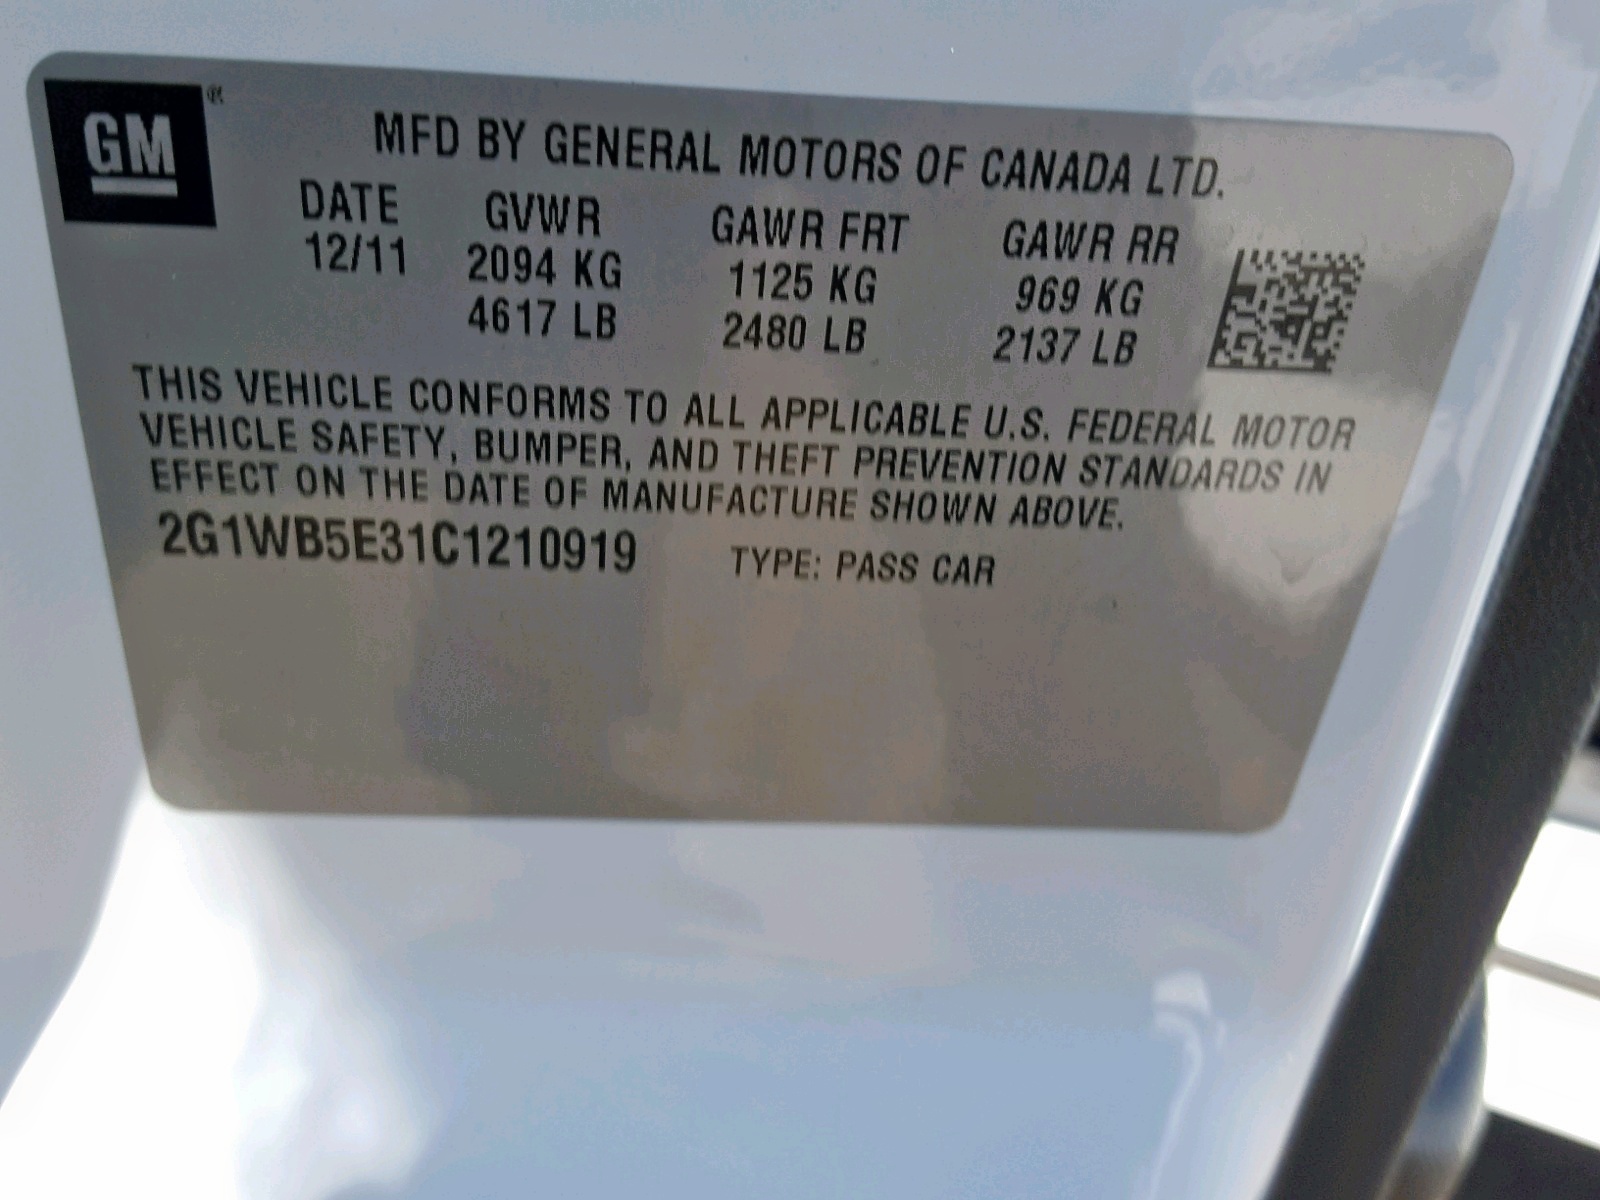 GM®
MFD BY GENERAL MOTORS OF CANADA LTD.
DATE GVWR GAWR FRT GAWR RR
12/11 2094 KG 1125 KG 969 KG
4617 LB 2480 LB 2137 LB
THIS VEHICLE CONFORMS TO ALL APPLICABLE U.S. FEDERAL MOTOR
VEHICLE SAFETY, BUMPER, AND THEFT PREVENTION STANDARDS IN
EFFECT ON THE DATE OF MANUFACTURE SHOWN ABOVE.
2G1WB5E31C1210919 TYPE: PASS CAR